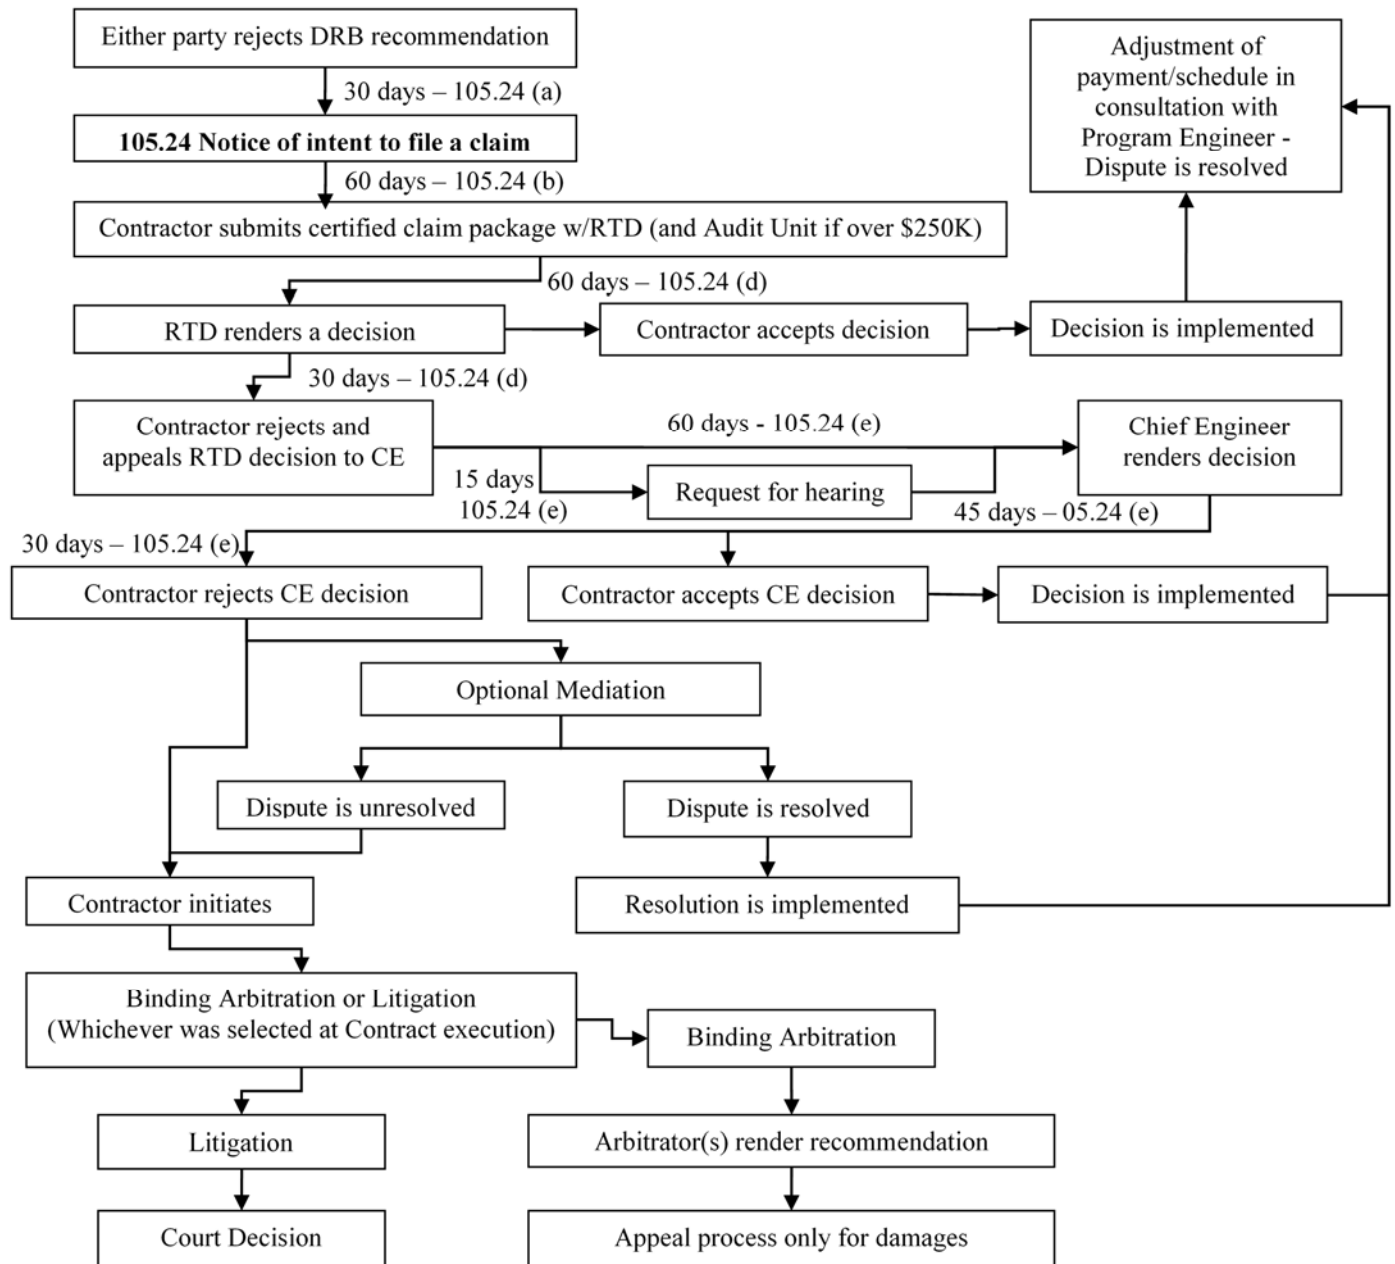 Either party rejects DRB recommendation
30 days – 105.24 (a)
105.24 Notice of intent to file a claim
60 days – 105.24 (b)
Contractor submits certified claim package w/RTD (and Audit Unit if over $250K)
Adjustment of
payment/schedule in
consultation with
Program Engineer -
Dispute is resolved
60 days – 105.24 (d)
RTD renders a decision
Contractor accepts decision
Decision is implemented
30 days – 105.24 (d)
Contractor rejects and
appeals RTD decision to CE
60 days - 105.24 (e)
15 days
105.24 (e)
Request for hearing
Chief Engineer
renders decision
45 days – 05.24 (e)
30 days – 105.24 (e)
Contractor rejects CE decision
Contractor accepts CE decision
Decision is implemented
Optional Mediation
Dispute is unresolved
Dispute is resolved
Contractor initiates
Resolution is implemented
Binding Arbitration or Litigation
(Whichever was selected at Contract execution)
Binding Arbitration
Litigation
Arbitrator(s) render recommendation
Court Decision
Appeal process only for damages